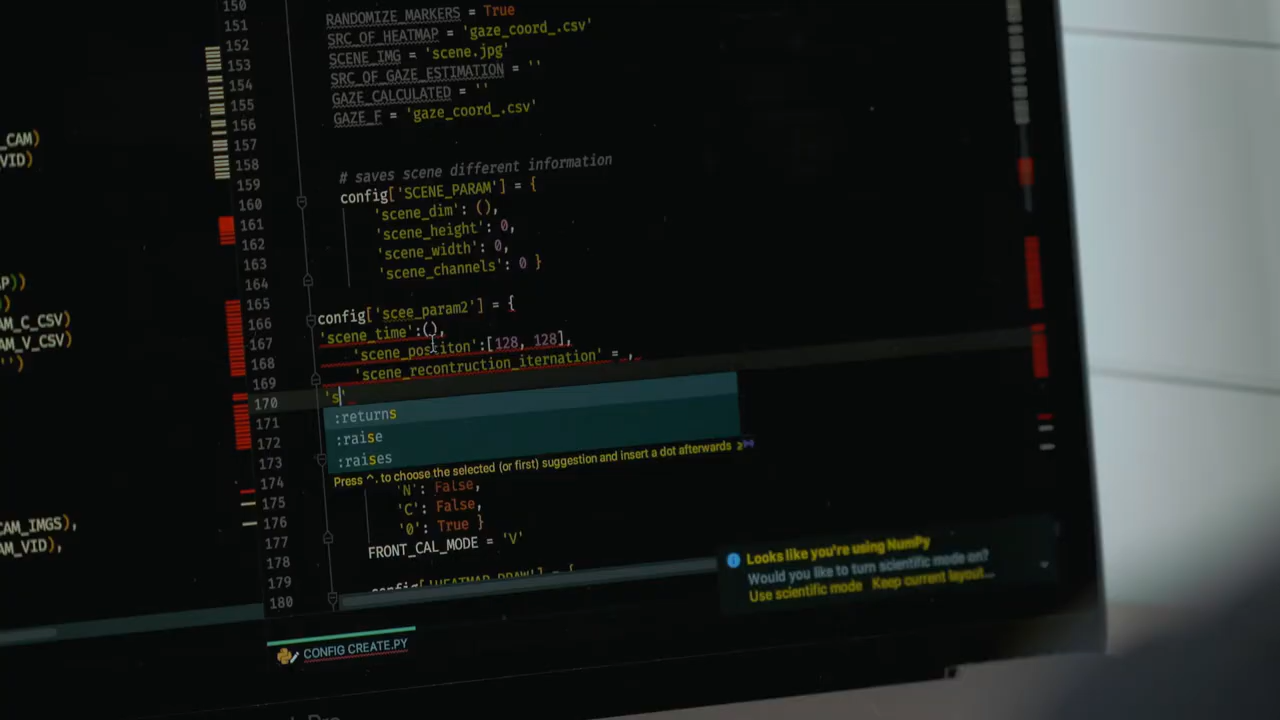 150
151
152
153
154
155
156
157
158
159
160
161
162
163
164
165
166
167
168
169
170
171
172
173
174
175
176
177
178
179
180
_CAM)
VID)
P))
)
AM_C_CSV)
AM_V_CSV)
'')
CAM_IMGS),
AM_VID),
RANDOMIZE_MARKERS = True
SRC_OF_HEATMAP = 'gaze_coord_.csv'
SCENE_IMG = 'scene.jpg'
SRC_OF_GAZE_ESTIMATION = ''
GAZE_CALCULATED = ''
GAZE_F = 'gaze_coord_.csv'
# saves scene different information
config['SCENE_PARAM'] = {
'scene_dim': (),
'scene_height': 0,
'scene_width': 0,
'scene_channels': 0 }
config['scee_param2'] = {
'scene_time':(),
'scene_positon':[128, 128],
'scene_recontruction_iternation' = ,
's'
:returns
:raise
:raises
Press ^. to choose the selected (or first) suggestion and insert a dot afterwards
'N': False,
'C': False,
'0': True }
FRONT_CAL_MODE = 'V'
config['HEATMAP_DRAW'] = {
Looks like you're using NumPy
Would you like to turn scientific mode on?
Use scientific mode Keep current layout...
CONFIG CREATE.PY